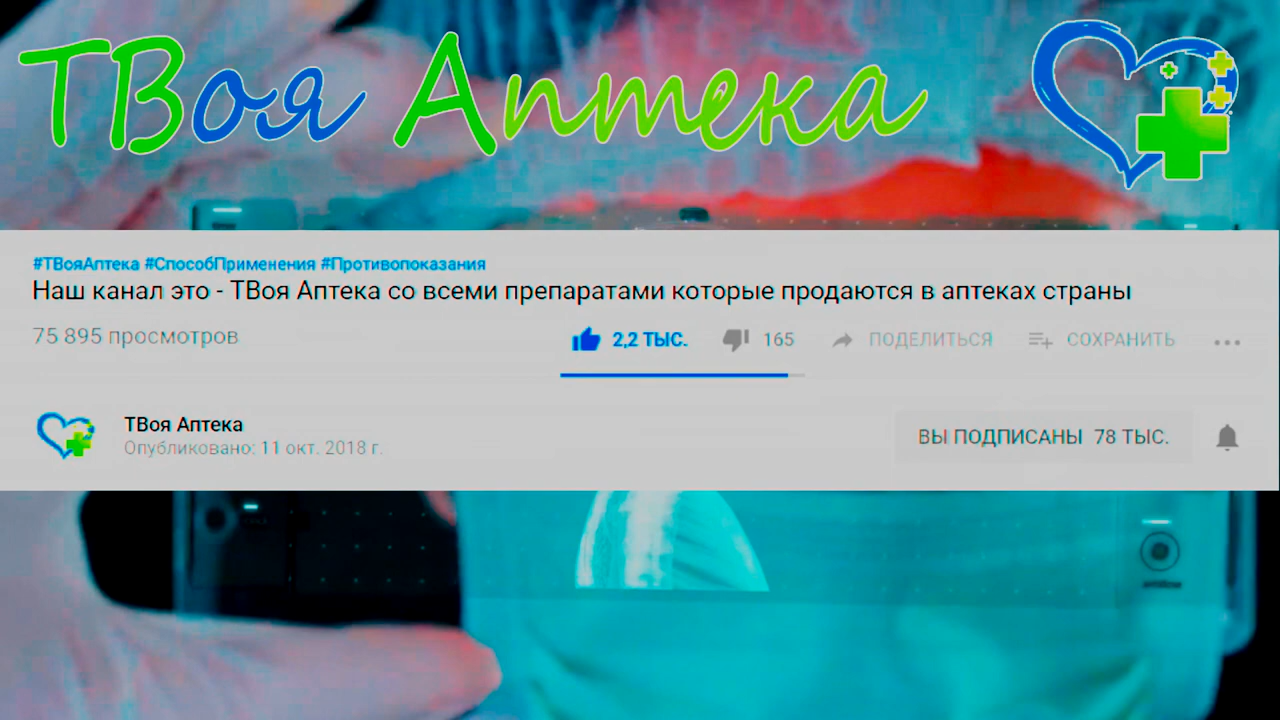 ТВоя Аптека
#ТВояАптека #СпособПрименения #Противопоказания
Наш канал это - ТВоя Аптека со всеми препаратами которые продаются в аптеках страны
75 895 просмотров
2,2 ТЫС. 165 ПОДЕЛИТЬСЯ СОХРАНИТЬ
ТВоя Аптека
Опубликовано: 11 окт. 2018 г.
ВЫ ПОДПИСАНЫ 78 ТЫС.